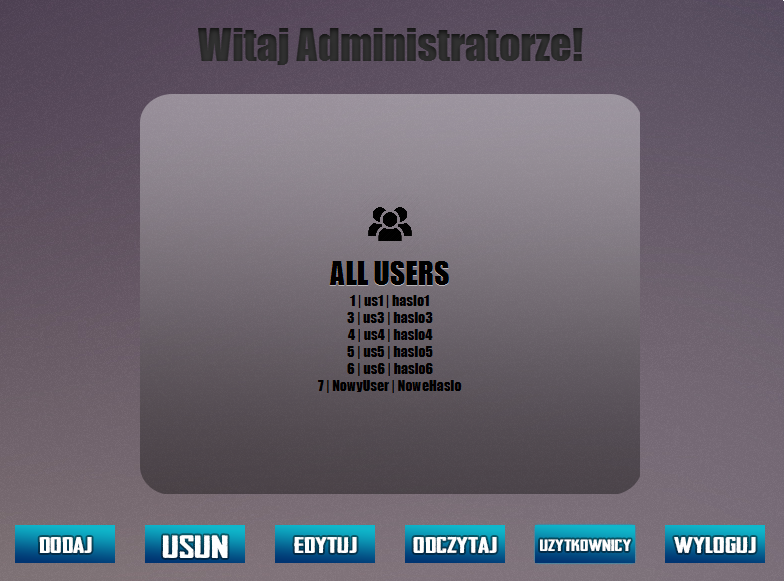 Witaj Administratorze!
ALL USERS
1 | us1 | haslo1
3 | us3 | haslo3
4 | us4 | haslo4
5 | us5 | haslo5
6 | us6 | haslo6
7 | NowyUser | NoweHaslo
DODAJ
USUN
EDYTUJ
ODCZYTAJ
UZYTKOWNICY
WYLOGUJ